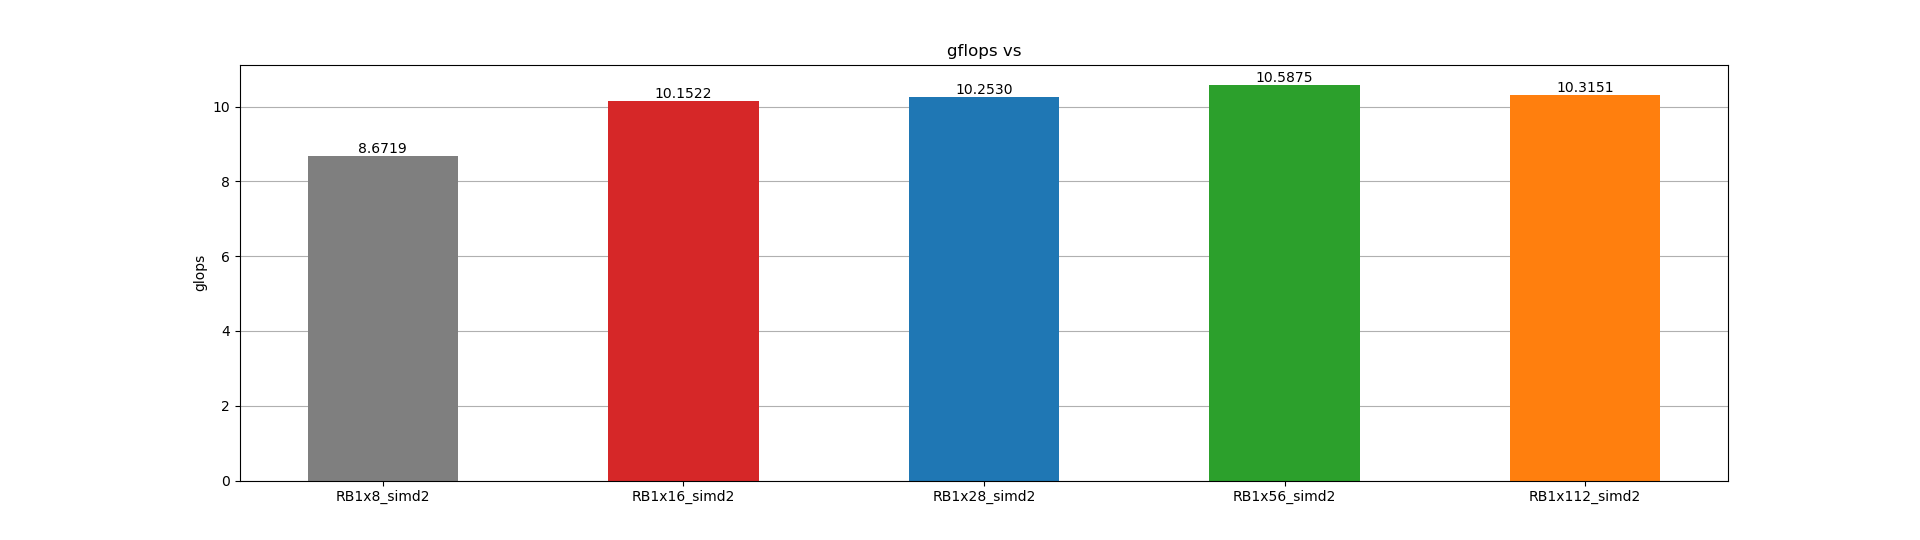 gflops vs
10.5875
10.3151
10.2530
10.1522
10
8.6719
8
6
glops
4
2
0
RB1x8_simd2
RB1x16_simd2
RB1x28_simd2
RB1x56_simd2
RB1x112_simd2